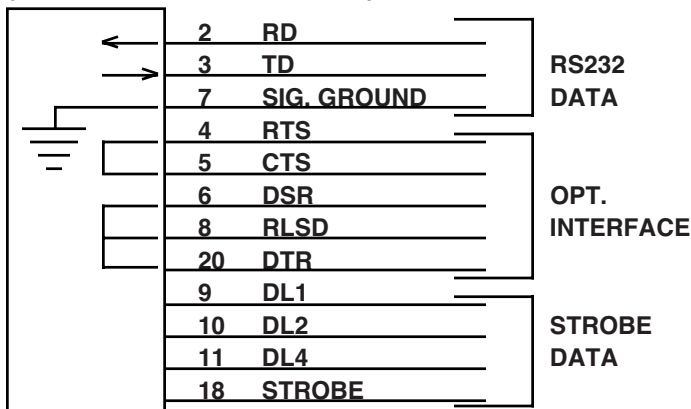 2 RD
3 TD RS232
7 SIG. GROUND DATA
4 RTS
5 CTS
6 DSR OPT.
8 RLSD INTERFACE
20 DTR
9 DL1
10 DL2 STROBE
11 DL4 DATA
18 STROBE